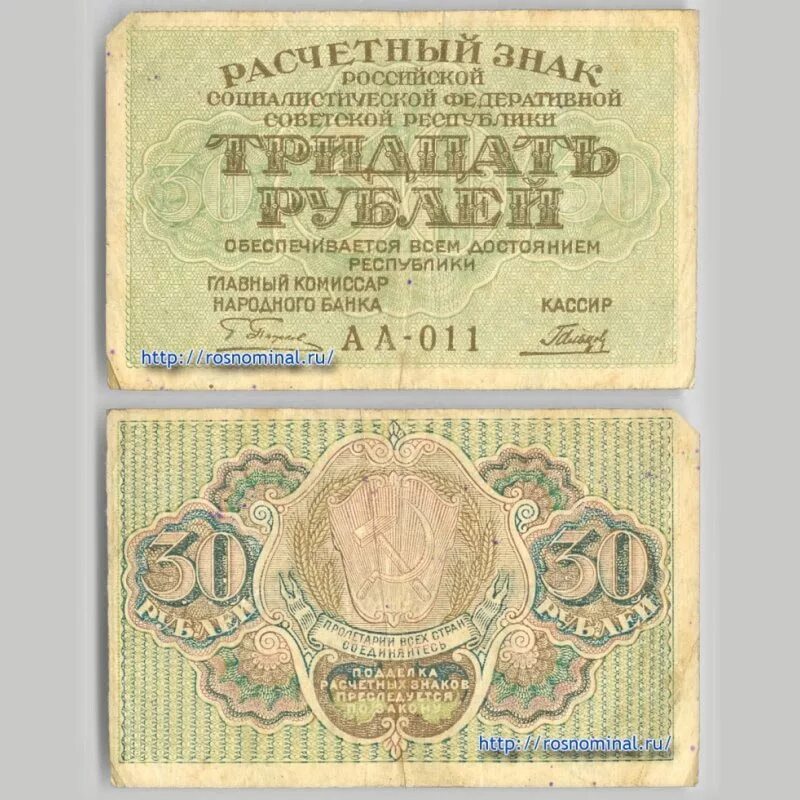 РАСЧЕТНЫЙ ЗНАК
РОССИЙСКОЙ
СОЦИАЛИСТИЧЕСКОЙ ФЕДЕРАТИВНОЙ
СОВЕТСКОЙ РЕСПУБЛИКИ
30 ТРИДЦАТЬ 30
РУБЛЕЙ
ОБЕСПЕЧИВАЕТСЯ ВСЕМ ДОСТОЯНИЕМ
РЕСПУБЛИКИ
ГЛАВНЫЙ КОМИССАР
НАРОДНОГО БАНКА КАССИР
АА-011
http://rosnominal.ru/
30 30
РУБЛЕЙ РУБЛЕЙ
ПРОЛЕТАРИИ ВСЕХ СТРАН
СОЕДИНЯЙТЕСЬ
ПОДДЕЛКА
РАСЧЕТНЫХ ЗНАКОВ
ПРЕСЛЕДУЕТСЯ
ПО ЗАКОНУ
http://rosnominal.ru/